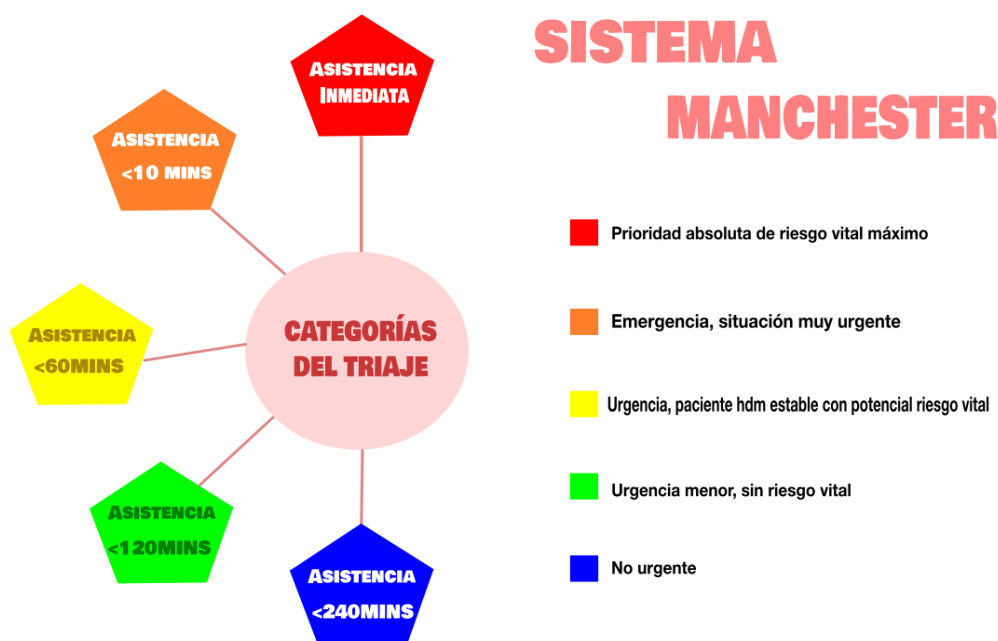 SISTEMA
MANCHESTER
ASISTENCIA
INMEDIATA
ASISTENCIA
<10 MINS
ASISTENCIA
<60MINS
ASISTENCIA
<120MINS
ASISTENCIA
<240MINS
CATEGORÍAS
DEL TRIAJE
Prioridad absoluta de riesgo vital máximo
Emergencia, situación muy urgente
Urgencia, paciente hdm estable con potencial riesgo vital
Urgencia menor, sin riesgo vital
No urgente